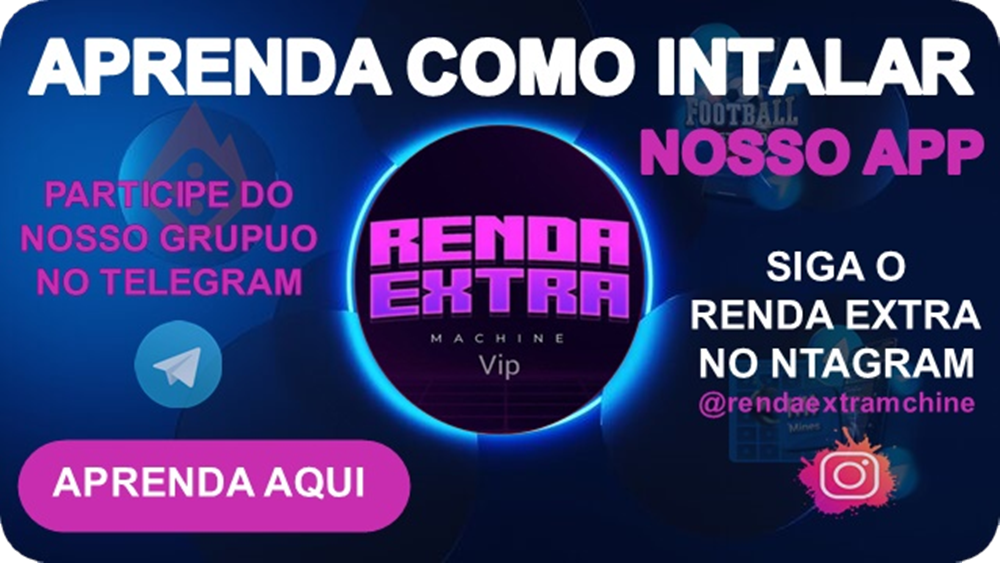 APRENDA COMO INTALAR
NOSSO APP
PARTICIPE DO
NOSSO GRUPUO
NO TELEGRAM
RENDA
EXTRA
MACHINE
Vip
SIGA O
RENDA EXTRA
NO NTAGRAM
@rendaextramchine
APRENDA AQUI
FOOTBALL
Mines